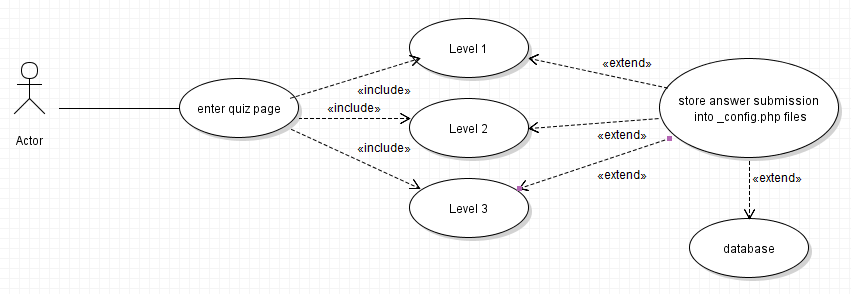 Level 1
«extend»
«include»
store answer submission
into _config.php files
enter quiz page
«include»
Level 2
«extend»
Actor
«include»
«extend»
«extend»
Level 3
database